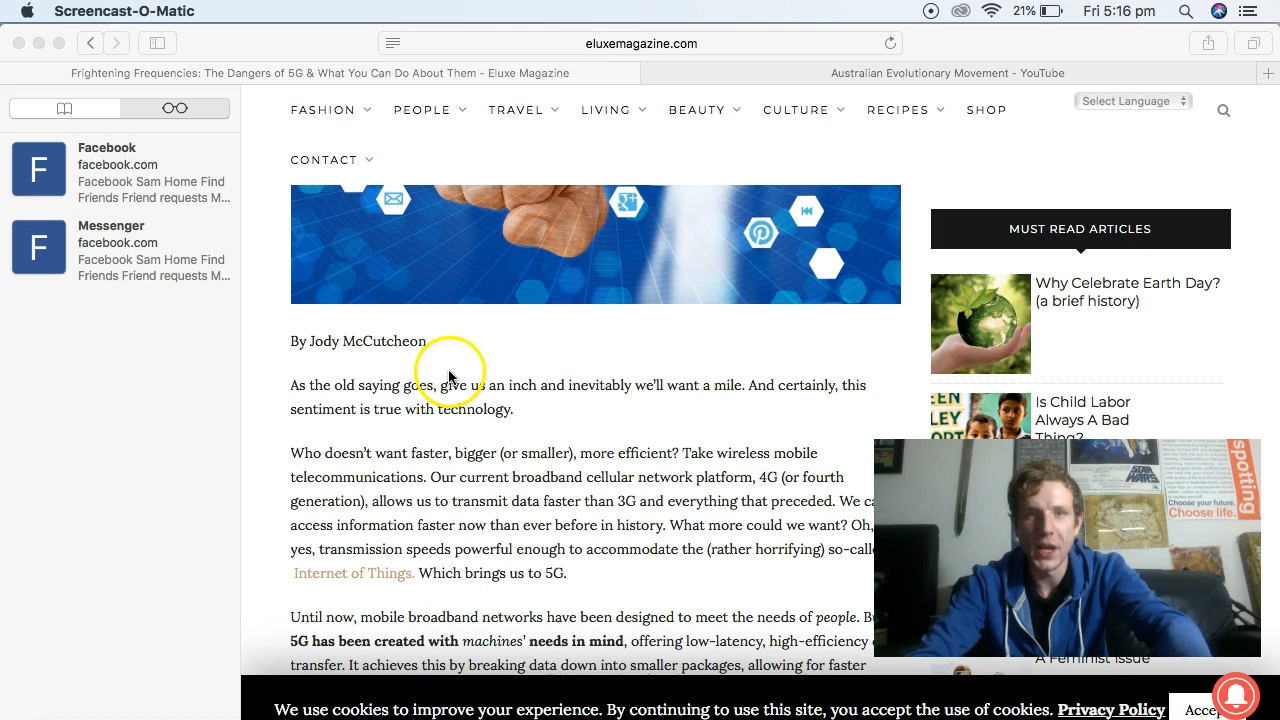 Screencast-O-Matic
21%
Fri 5:16 pm
eluxemagazine.com
Frightening Frequencies: The Dangers of 5G & What You Can Do About Them - Eluxe Magazine
Australian Evolutionary Movement - YouTube
Facebook
facebook.com
Facebook Sam Home Find
Friends Friend requests M...
Messenger
facebook.com
Facebook Sam Home Find
Friends Friend requests M...
F
F
FASHION PEOPLE TRAVEL LIVING BEAUTY CULTURE RECIPES SHOP
Select Language
CONTACT
By Jody McCutcheon
As the old saying goes, give us an inch and inevitably we'll want a mile. And certainly, this
sentiment is true with technology.
Who doesn't want faster, bigger (or smaller), more efficient? Take wireless mobile
telecommunications. Our current broadband cellular network platform, 4G (or fourth
generation), allows us to transmit data faster than 3G and everything that preceded. We
access information faster now than ever before in history. What more could we want? Oh,
yes, transmission speeds powerful enough to accommodate the (rather horrifying)
Internet of Things. Which brings us to 5G.
Until now, mobile broadband networks have been designed to meet the needs of people.
5G has been created with machines' needs in mind, offering low-latency, high-efficiency
transfer. It achieves this by breaking data down into smaller packages, allowing for faster
MUST READ ARTICLES
Why Celebrate Earth Day?
(a brief history)
Is Child Labor
Always A Bad
Thing?
A Feminist Issue
STAR
WARS
spotting
Choose your future.
Choose life.
We use cookies to improve your experience. By continuing to use this site, you accept the use of cookies. Privacy Policy